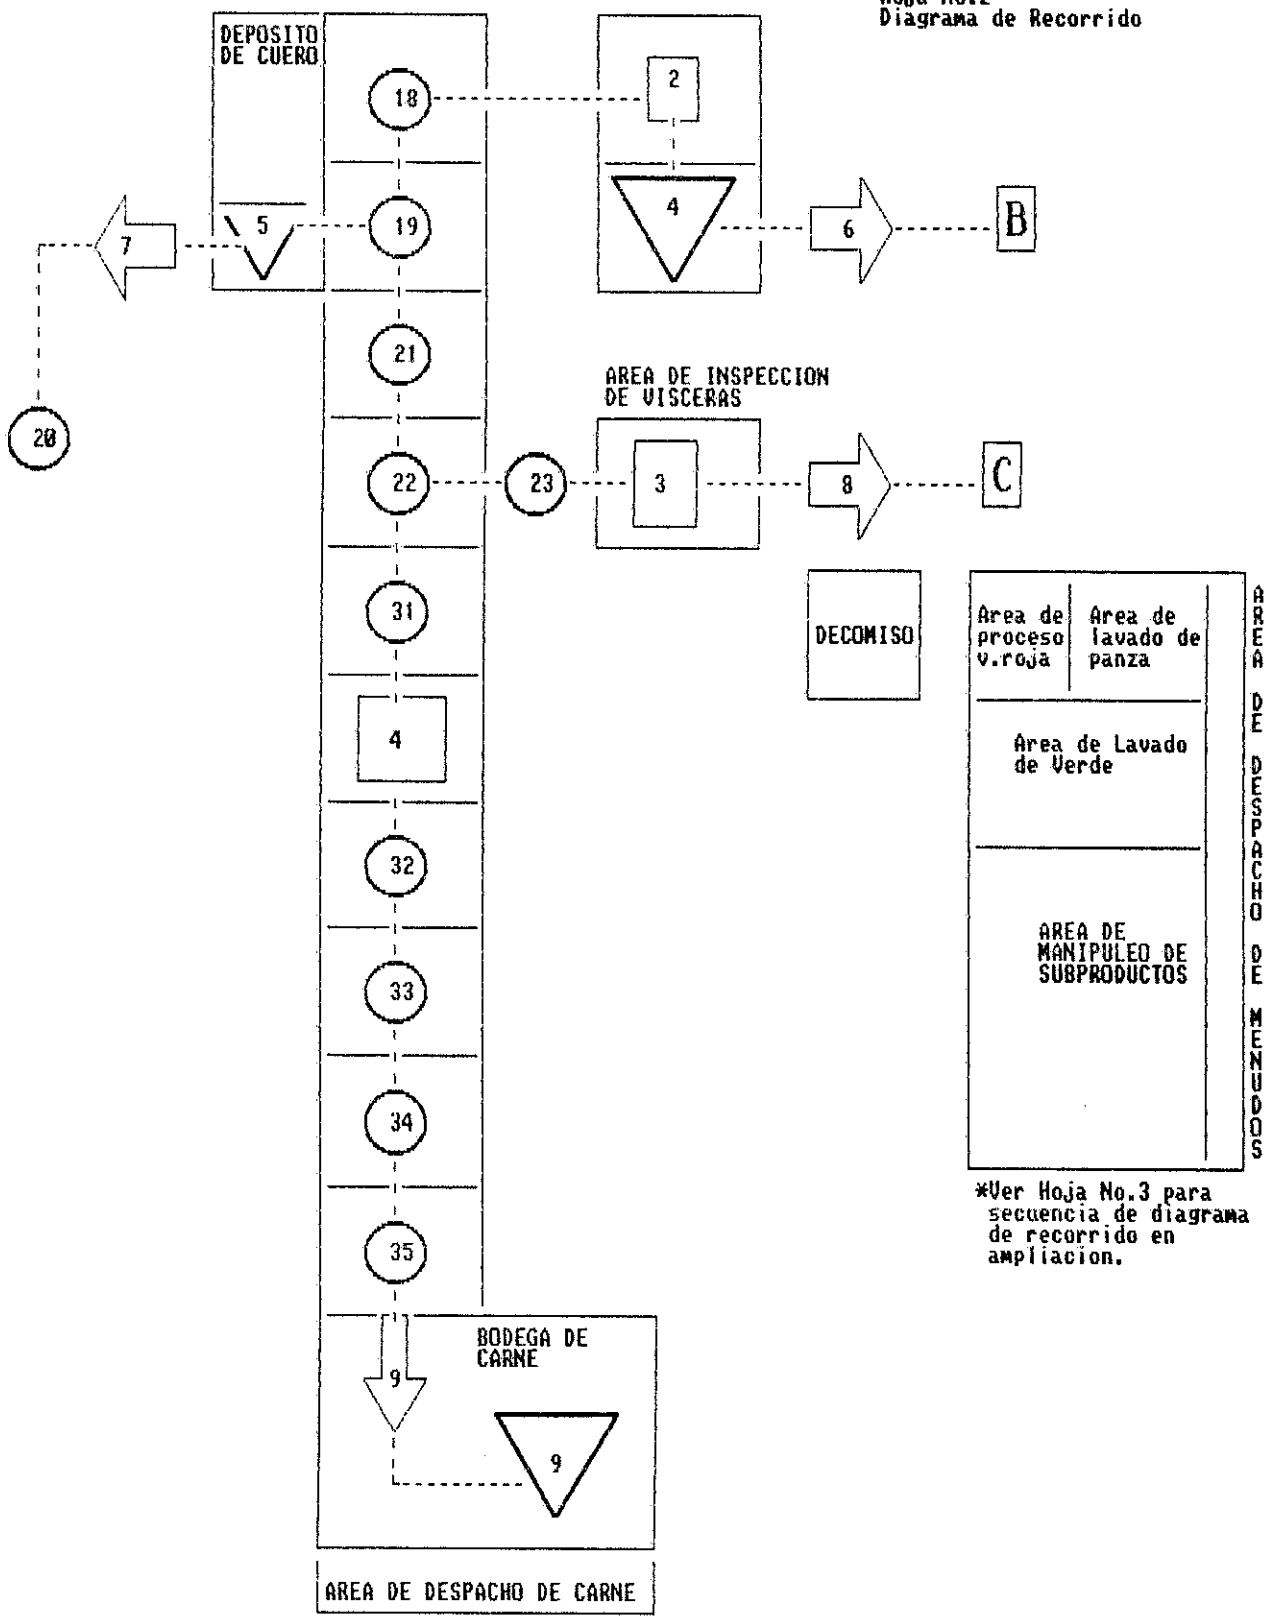 Hoja No.2
Diagrama de Recorrido
DEPOSITO
DE CUERO
18
2
5
19
4
7
6
B
21
AREA DE INSPECCION
DE VISCERAS
20
22
23
3
8
C
31
DECOMISO
Area de
proceso
v.roja
Area de
lavado de
panza
4
Area de Lavado
de Verde
32
AREA DE
MANIPULEO DE
SUBPRODUCTOS
33
AREA DE DESPACHO DE MENUDOS
34
*Ver Hoja No.3 para
secuencia de diagrama
de recorrido en
ampliacion.
35
BODEGA DE
CARNE
9
9
AREA DE DESPACHO DE CARNE